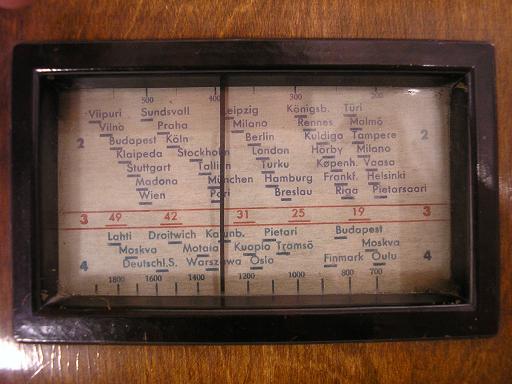 500 400 300 200
Viipuri Sundsvall Leipzig Königsb. Türi
Vilno Praha Milano Rennes Malmö
2 Budapest Köln Berlin Kuldiga Tampere 2
Klaipeda Stockholm London Hörby Milano
Stuttgart Tallinn Turku Köpenh. Vaasa
Madona München Hamburg Frankf. Helsinki
Wien Pori Breslau Riga Pietarsaari
3 49 42 31 25 19 3
Lahti Droitwich Kalunb. Pietari Budapest
Moskva Motala Kuopio Tromsö Moskva
4 Deutschl.S. Warszawa Oslo Finmark Oulu 4
1800 1600 1400 1200 1000 800 700